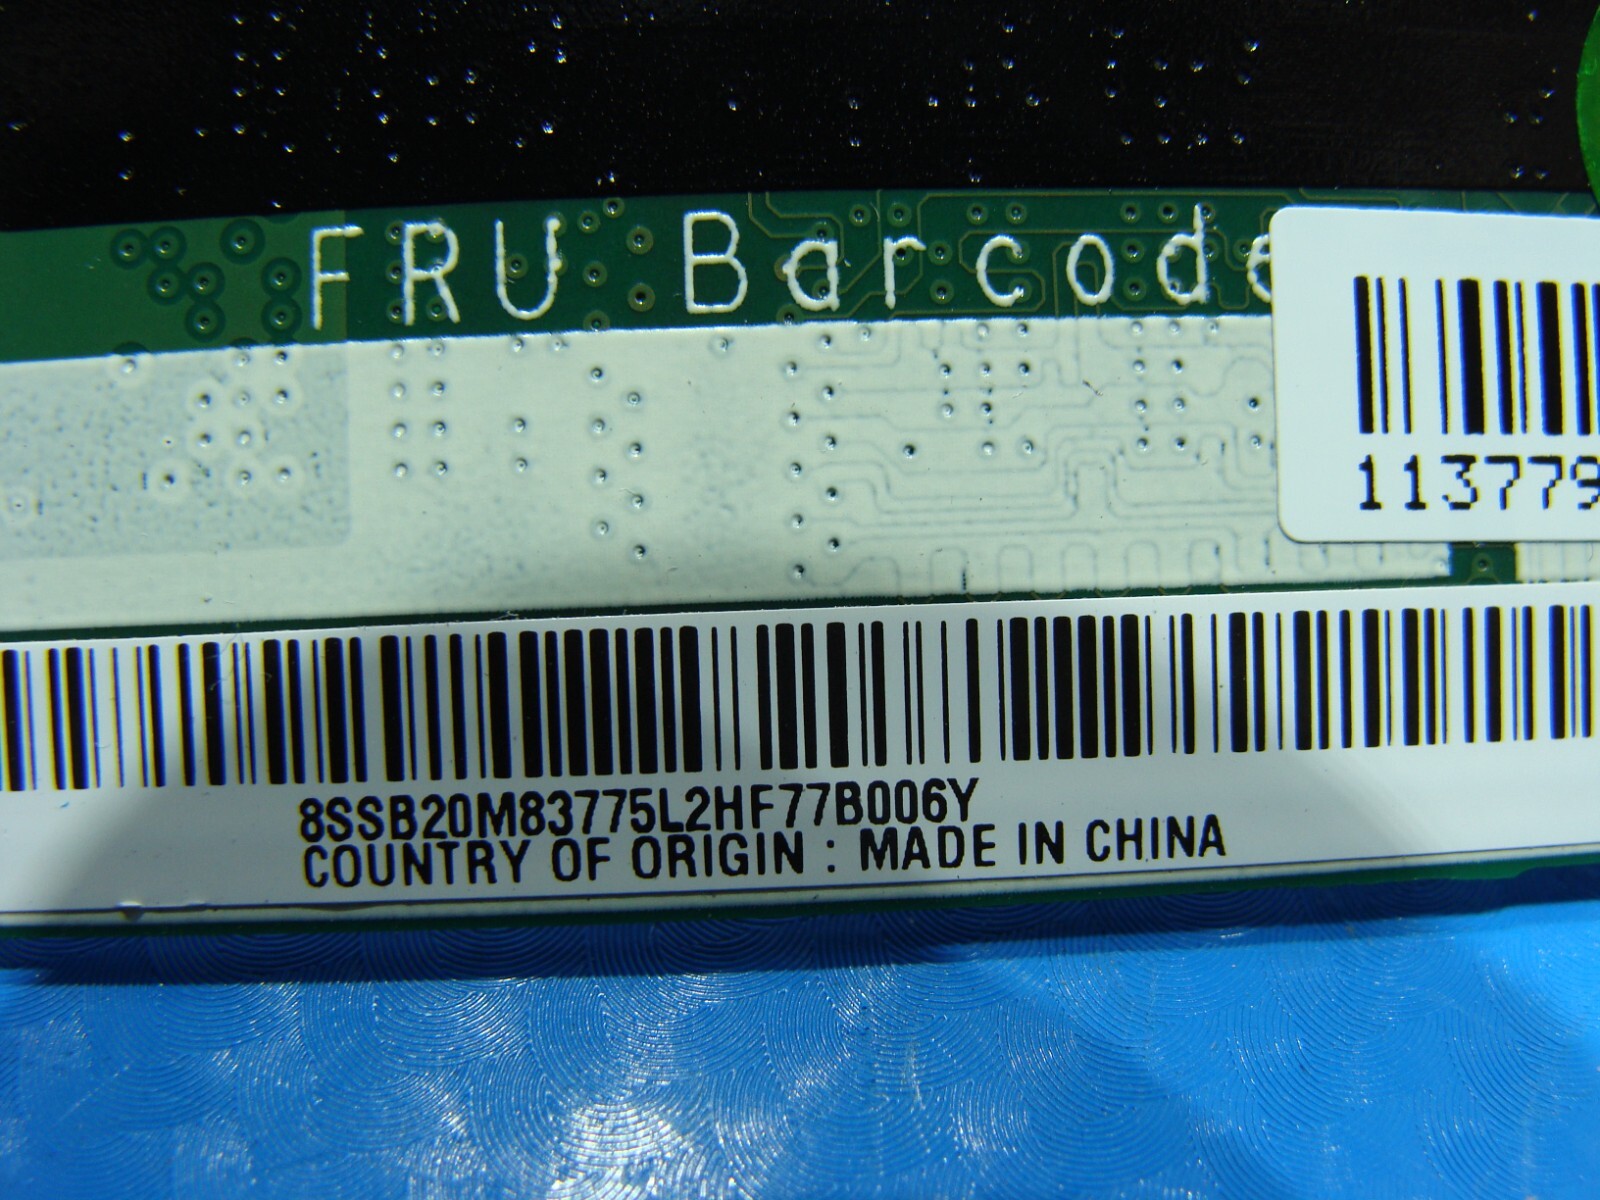 FRU Barcode
113779
8SSB20M83775L2HF77B006Y
COUNTRY OF ORIGIN : MADE IN CHINA